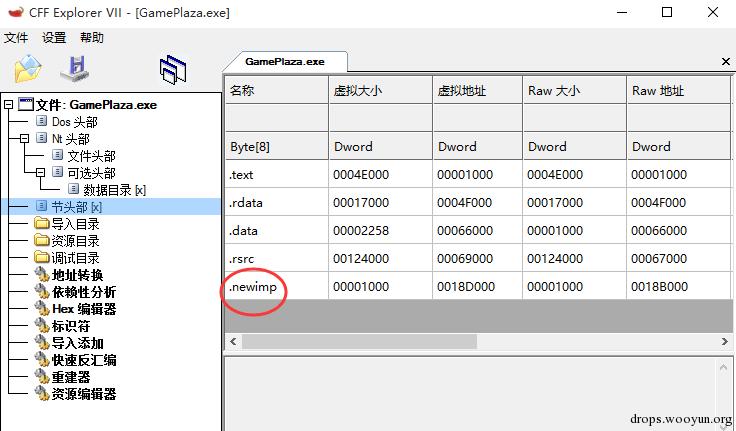 CFF Explorer VII - [GamePlaza.exe]
文件 设置 帮助
GamePlaza.exe
文件: GamePlaza.exe
Dos 头部
Nt 头部
文件头部
可选头部
数据目录 [x]
节头部 [x]
导入目录
资源目录
调试目录
地址转换
依赖性分析
Hex 编辑器
标识符
导入添加
快速反汇编
重建器
资源编辑器
名称 虚拟大小 虚拟地址 Raw 大小 Raw 地址
Byte[8] Dword Dword Dword Dword
.text 0004E000 00001000 0004E000 00001000
.rdata 00017000 0004F000 00017000 0004F000
.data 00002258 00066000 00001000 00066000
.rsrc 00124000 00069000 00124000 00067000
.newimp 00001000 0018D000 00001000 0018B000
drops.wooyun.org